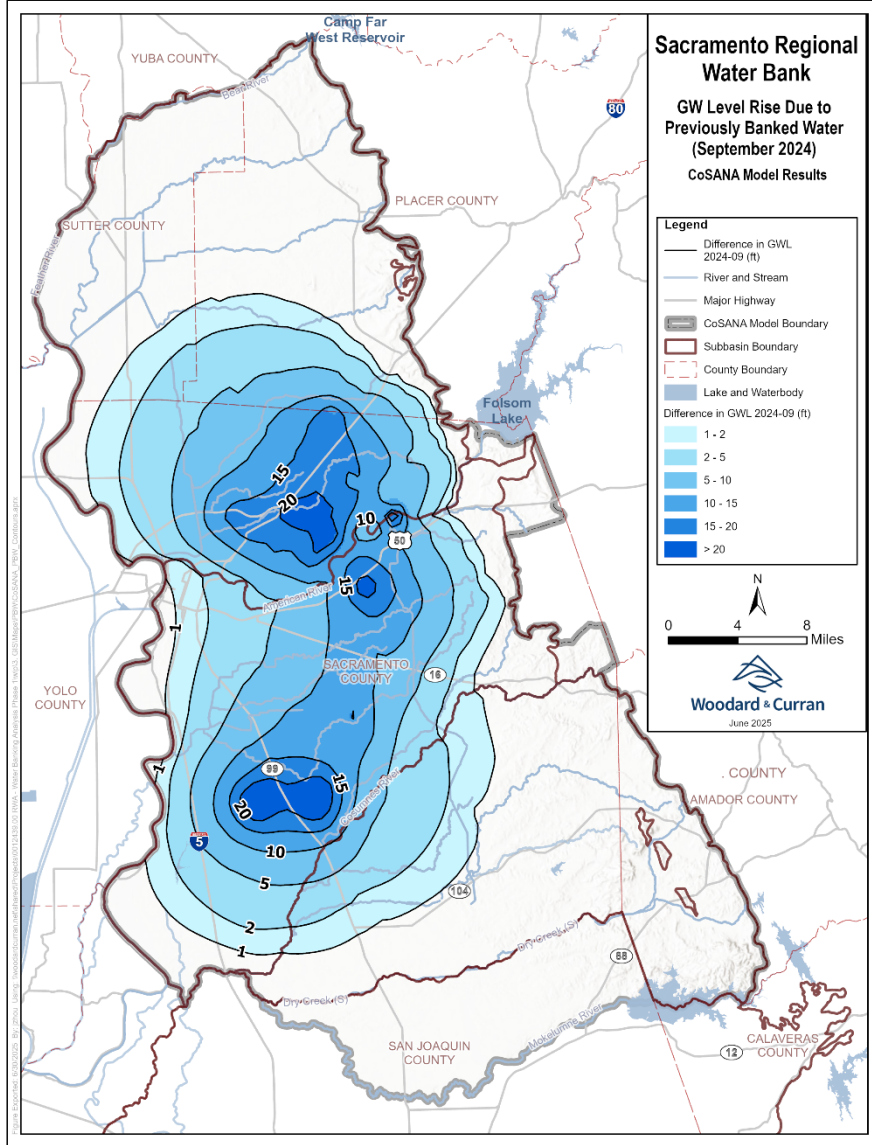 Camp Far
West Reservoir
YUBA COUNTY
Bear River
80
PLACER COUNTY
SUTTER COUNTY
Feather River
Folsom
Lake
15
20
10
50
15
American River
1
SACRAMENTO
COUNTY
16
YOLO
COUNTY
1
99
15
20
Cosumnes River
5
10
5
104
2
1
Dry Creek (S)
Dry Creek (S)
68
Mokelumne River
SAN JOAQUIN
COUNTY
12
CALAVERAS
COUNTY
. COUNTY
AMADOR COUNTY
Sacramento Regional
Water Bank
GW Level Rise Due to
Previously Banked Water
(September 2024)
CoSANA Model Results
Legend
Difference in GWL
2024-09 (ft)
River and Stream
Major Highway
CoSANA Model Boundary
Subbasin Boundary
County Boundary
Lake and Waterbody
Difference in GWL 2024-09 (ft)
1 - 2
2 - 5
5 - 10
10 - 15
15 - 20
> 20
N
0 4 8
Miles
Woodard & Curran
June 2025